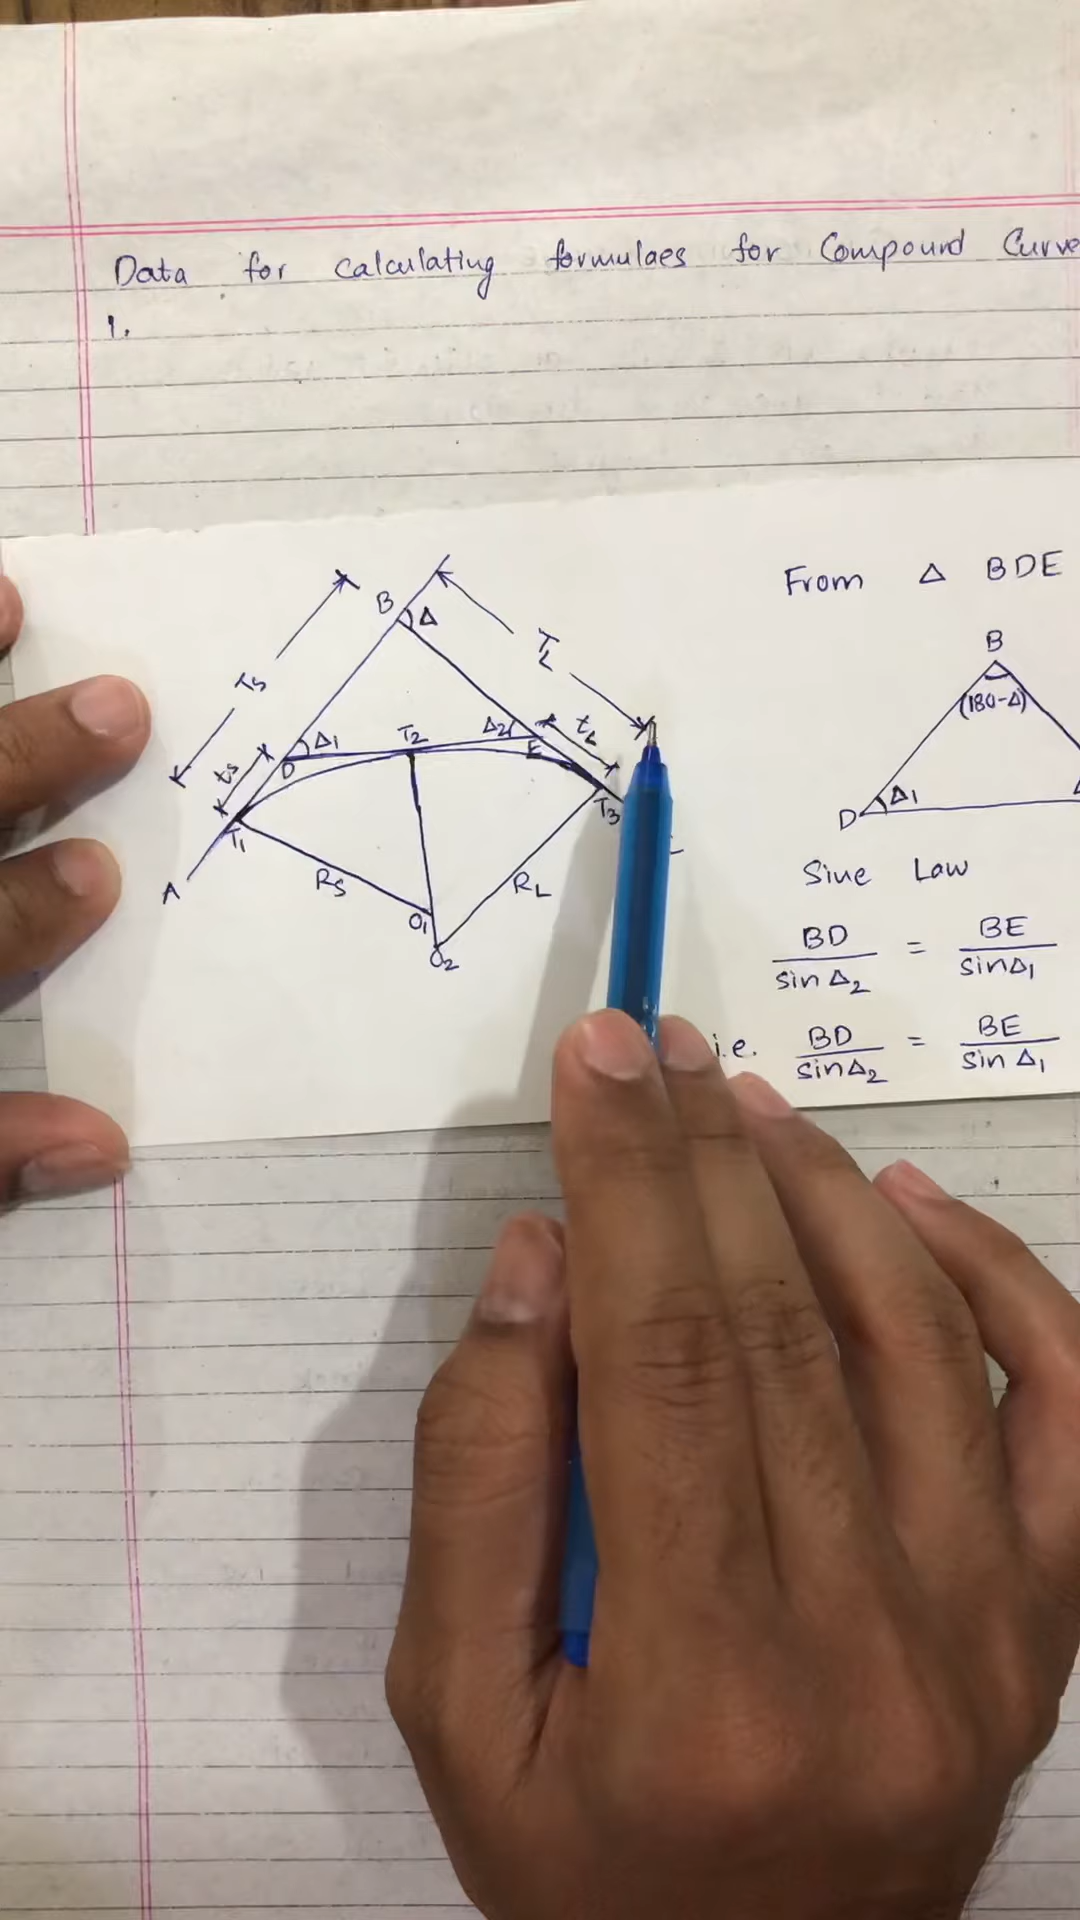 Data for calculating formulaes for Compound Curve
1.
B
Δ
TL
Ts
Δ1
T2
Δ2
tL
ts
D
E
T1
T3
A
Rs
RL
O1
O2
From Δ BDE
B
(180-Δ)
D
Δ1
Sine Law
BD/sin Δ2 = BE/sinΔ1
i.e. BD/sinΔ2 = BE/sin Δ1